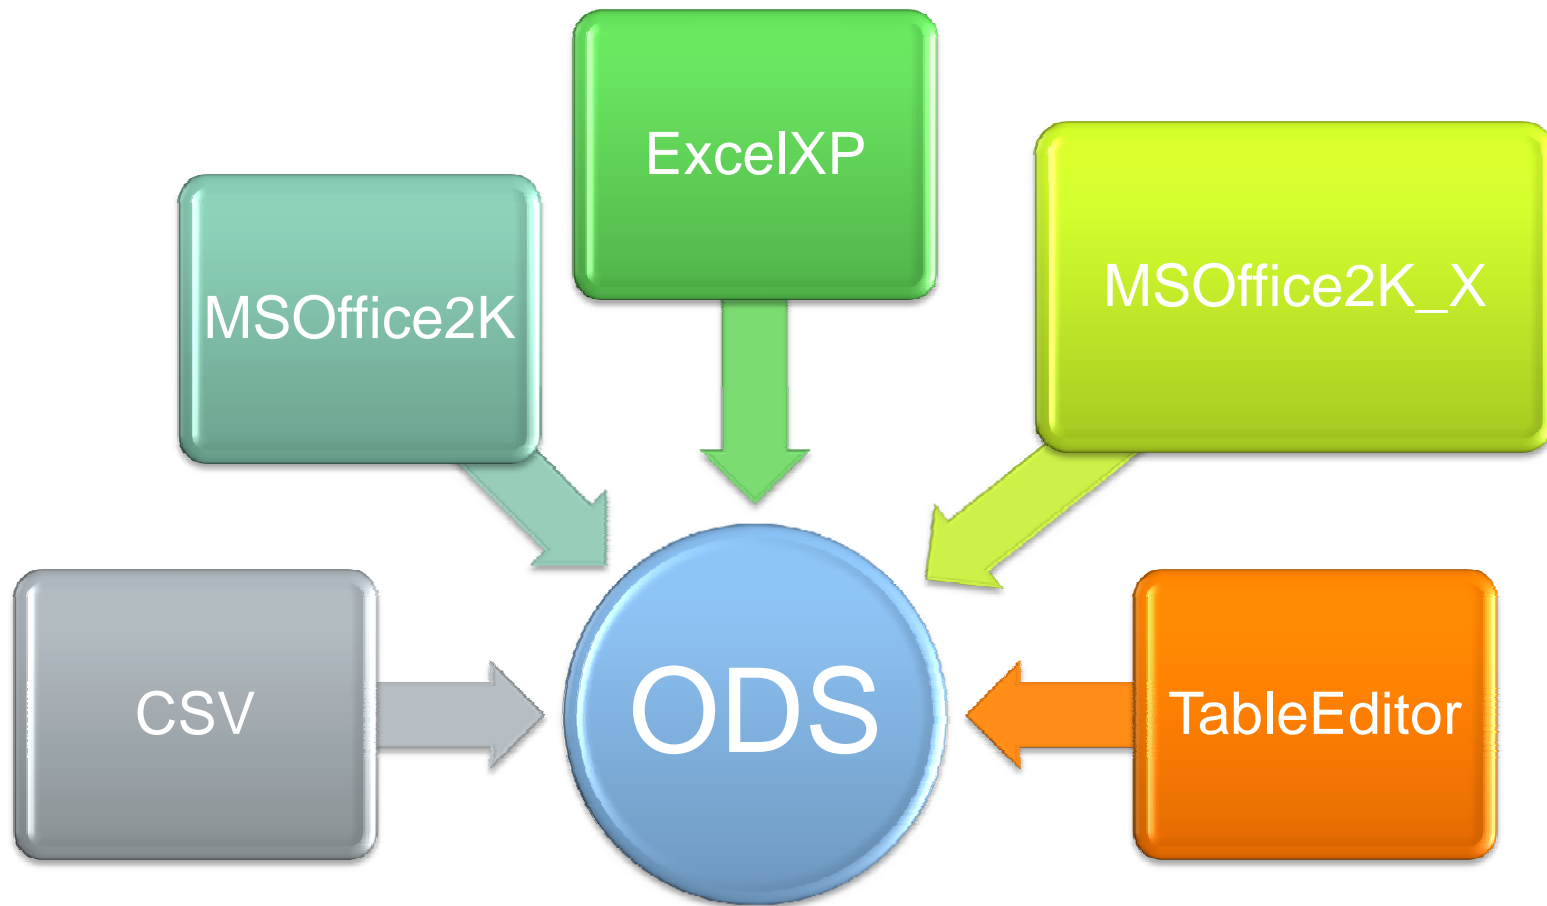 ExcelXP
MSOffice2K_X
MSOffice2K
CSV
ODS
TableEditor